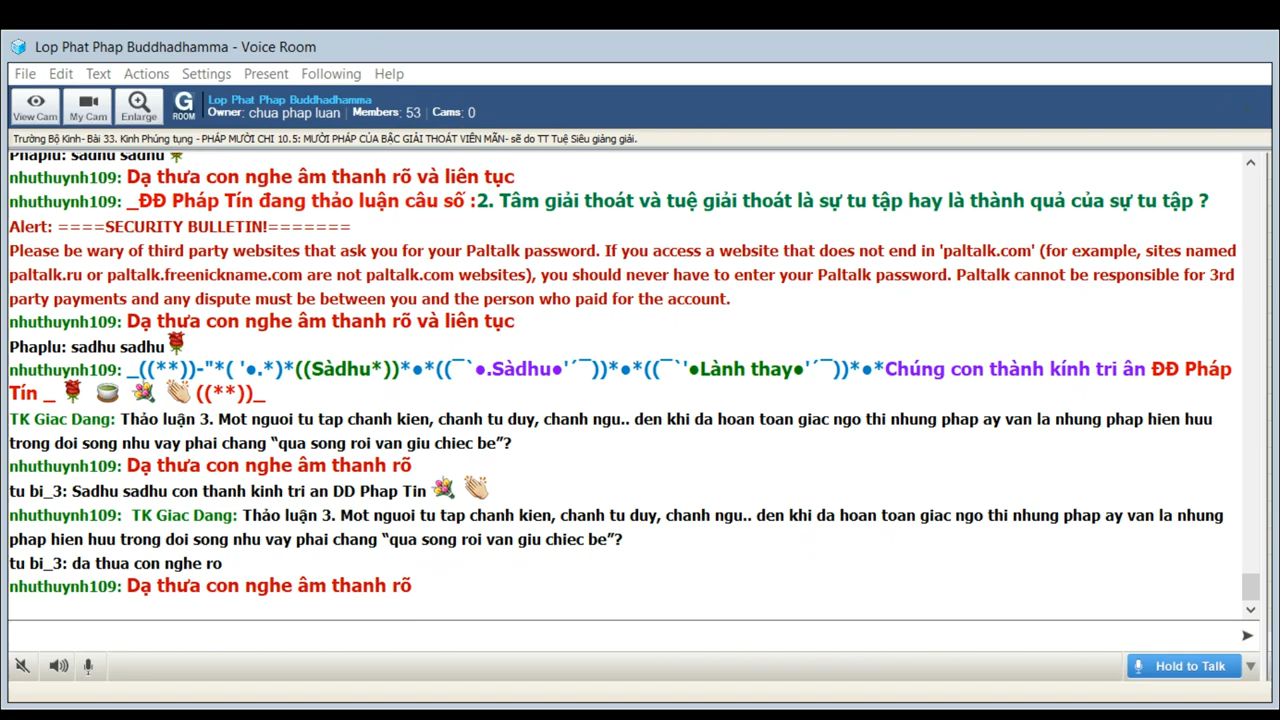 Lop Phat Phap Buddhadhamma - Voice Room
File Edit Text Actions Settings Present Following Help
View Cam My Cam Enlarge G ROOM Lop Phat Phap Buddhadhamma
Owner: chua phap luan Members: 53 Cams: 0
Trường Bộ Kinh- Bài 33. Kinh Phúng tụng - PHÁP MƯỜI CHI 10.5: MƯỜI PHÁP CỦA BẬC GIẢI THOÁT VIÊN MÃN- sẽ do TT Tuệ Siêu giảng giải.
Phaplu: sadhu sadhu
nhuthuynh109: Dạ thưa con nghe âm thanh rõ và liên tục
nhuthuynh109: _ĐĐ Pháp Tín đang thảo luận câu số :2. Tâm giải thoát và tuệ giải thoát là sự tu tập hay là thành quả của sự tu tập ?
Alert: ====SECURITY BULLETIN!=======
Please be wary of third party websites that ask you for your Paltalk password. If you access a website that does not end in 'paltalk.com' (for example, sites named
paltalk.ru or paltalk.freenickname.com are not paltalk.com websites), you should never have to enter your Paltalk password. Paltalk cannot be responsible for 3rd
party payments and any dispute must be between you and the person who paid for the account.
nhuthuynh109: Dạ thưa con nghe âm thanh rõ và liên tục
Phaplu: sadhu sadhu
nhuthuynh109: _((**))-"*( '●.*)*((Sàdhu*))*●*((¯`●.Sàdhu●'´¯))*●*((¯`'●Lành thay●'´¯))*●*Chúng con thành kính tri ân ĐĐ Pháp
Tín _ ((**))_
TK Giac Dang: Thảo luận 3. Mot nguoi tu tap chanh kien, chanh tu duy, chanh ngu.. den khi da hoan toan giac ngo thi nhung phap ay van la nhung phap hien huu
trong doi song nhu vay phai chang “qua song roi van giu chiec be”?
nhuthuynh109: Dạ thưa con nghe âm thanh rõ
tu bi_3: Sadhu sadhu con thanh kinh tri an DD Phap Tin
nhuthuynh109: TK Giac Dang: Thảo luận 3. Mot nguoi tu tap chanh kien, chanh tu duy, chanh ngu.. den khi da hoan toan giac ngo thi nhung phap ay van la nhung
phap hien huu trong doi song nhu vay phai chang “qua song roi van giu chiec be”?
tu bi_3: da thua con nghe ro
nhuthuynh109: Dạ thưa con nghe âm thanh rõ
Hold to Talk